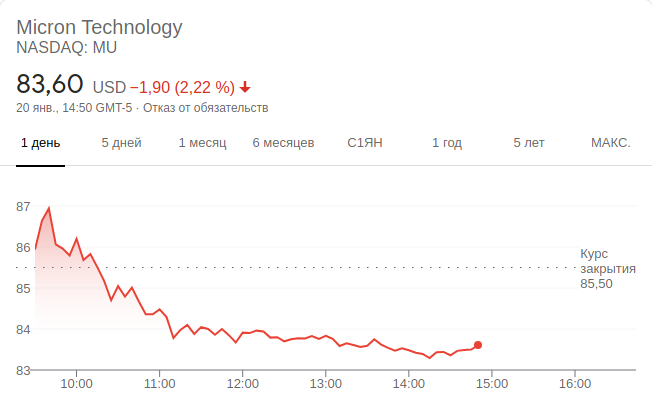 Micron Technology
NASDAQ: MU
83,60 USD −1,90 (2,22 %)
20 янв., 14:50 GMT-5 · Отказ от обязательств
1 день 5 дней 1 месяц 6 месяцев С1ЯН 1 год 5 лет МАКС.
87
86
Курс
закрытия
85,50
85
84
83
10:00 11:00 12:00 13:00 14:00 15:00 16:00